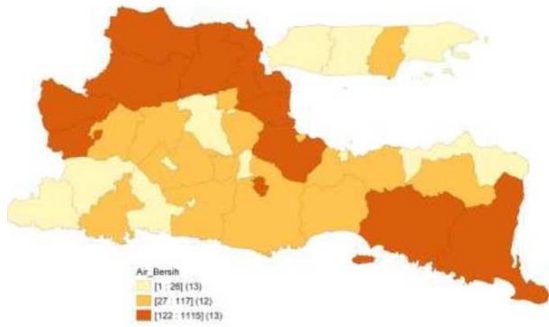 Air_Bersih
[1 : 26] (13)
[27 : 117] (12)
[122 : 1115] (13)